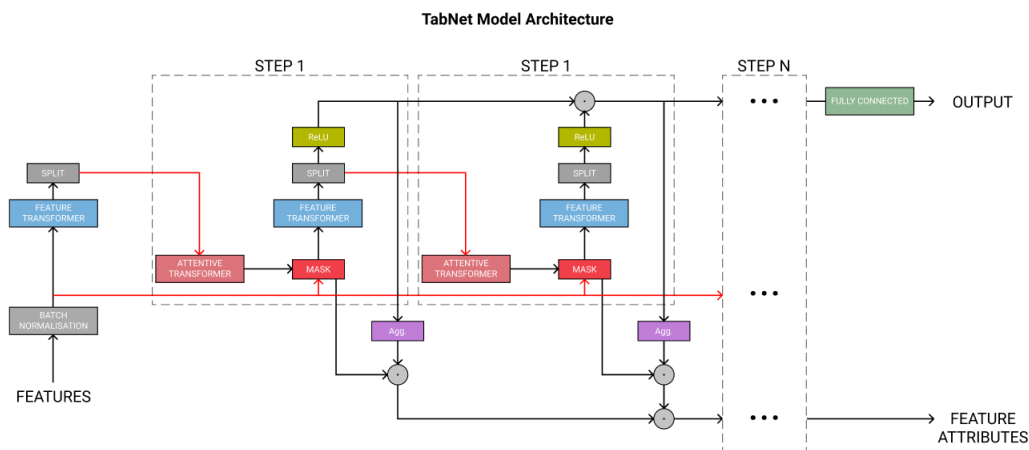 TabNet Model Architecture
STEP 1
STEP 1
STEP N
FULLY CONNECTED
OUTPUT
ReLU
ReLU
SPLIT
SPLIT
SPLIT
FEATURE
TRANSFORMER
FEATURE
TRANSFORMER
FEATURE
TRANSFORMER
ATTENTIVE
TRANSFORMER
MASK
ATTENTIVE
TRANSFORMER
MASK
BATCH
NORMALISATION
Agg.
Agg.
FEATURES
FEATURE
ATTRIBUTES